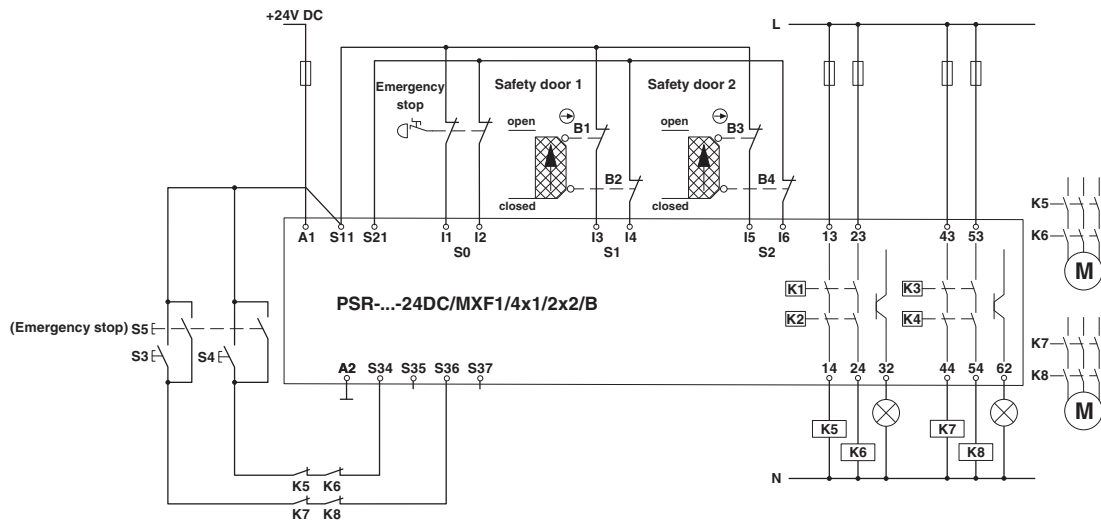 +24V DC
L
Emergency
stop
Safety door 1
Safety door 2
open
B1
open
B3
B2
B4
closed
closed
K5
K6
M
A1 S11 S21 I1 I2 I3 I4 I5 I6 13 23 43 53
S0 S1 S2
PSR-...-24DC/MXF1/4x1/2x2/B
K1
K3
K2
K4
(Emergency stop) S5
S3
S4
K7
K8
M
A2 S34 S35 S36 S37 14 24 32 44 54 62
K5
K7
K6
K8
N
K5 K6
K7 K8